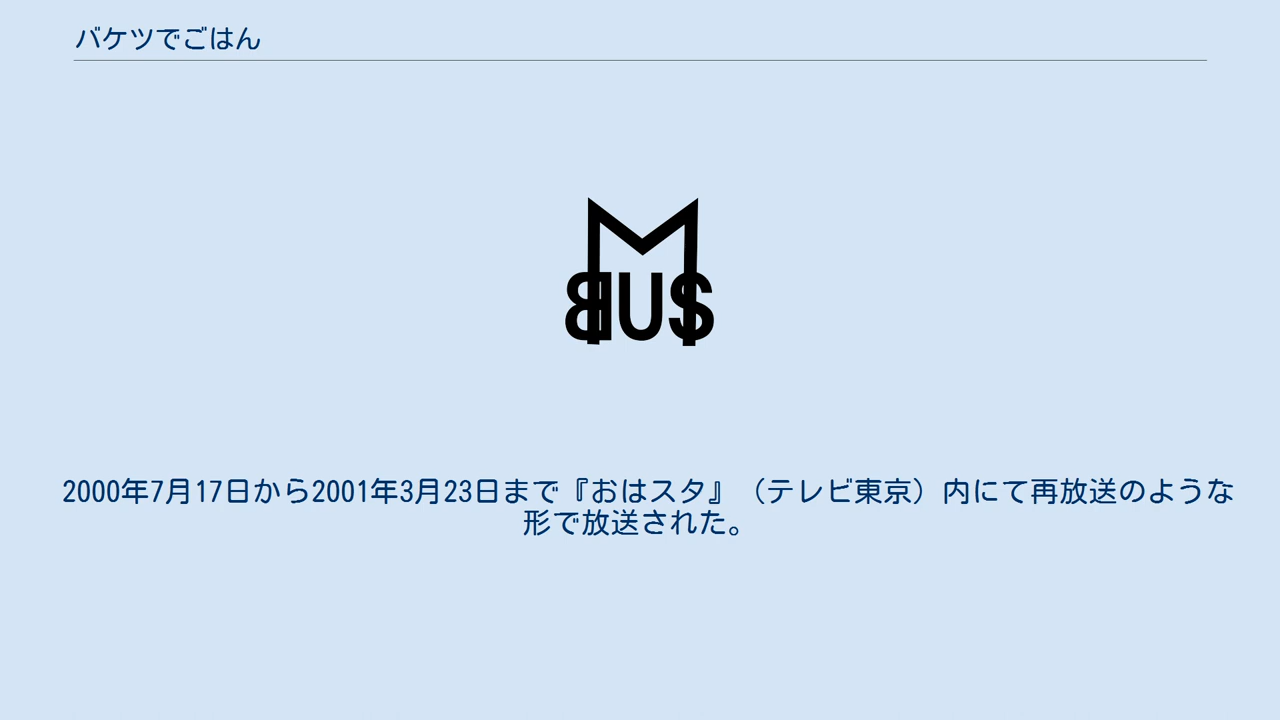 バケツでごはん
M
BUS
2000年7月17日から2001年3月23日まで『おはスタ』（テレビ東京）内にて再放送のような
形で放送された。